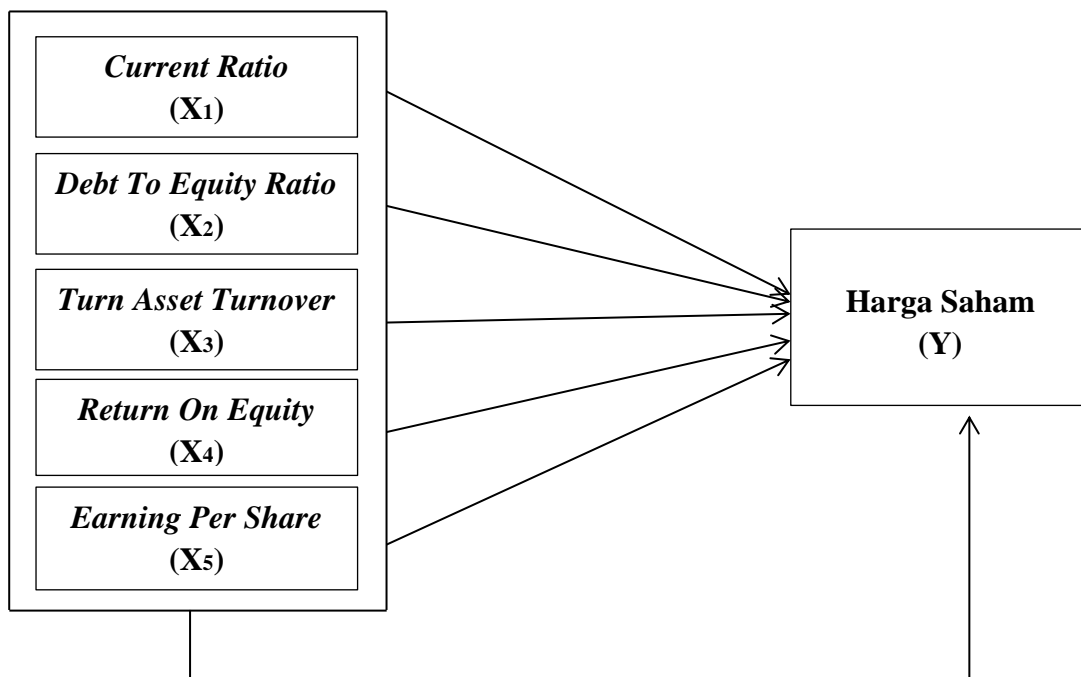 Current Ratio
(X1)
Debt To Equity Ratio
(X2)
Turn Asset Turnover
(X3)
Return On Equity
(X4)
Earning Per Share
(X5)
Harga Saham
(Y)